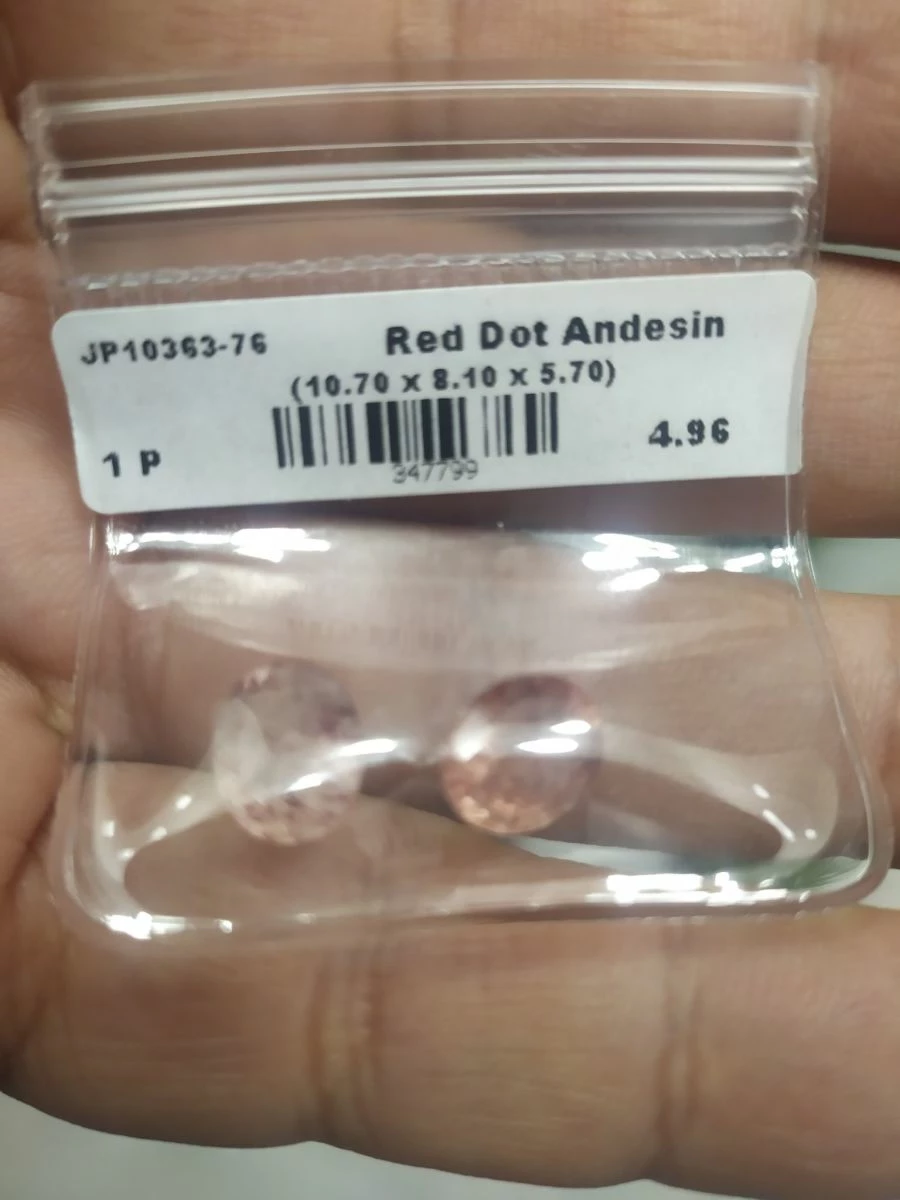 JP10363-76 Red Dot Andesin
(10.70 x 8.10 x 5.70)
1 P 4.96
347799